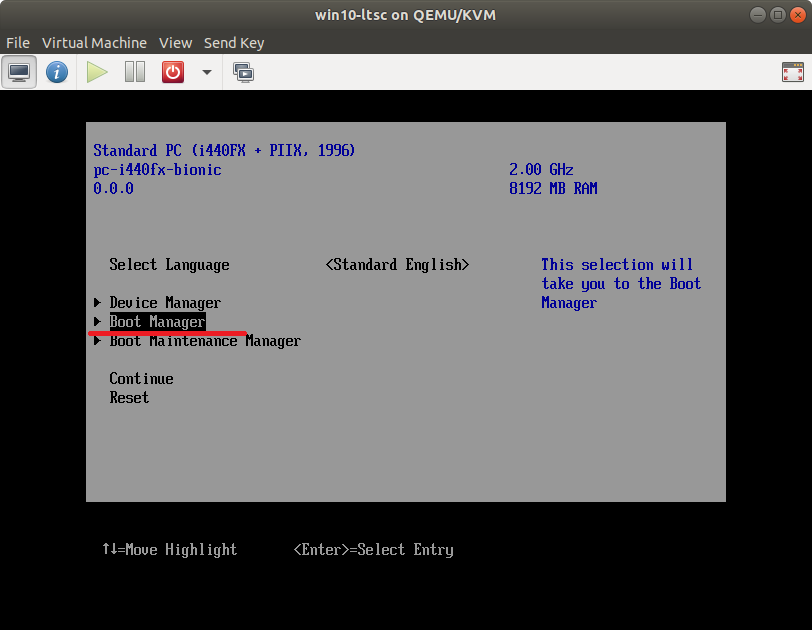 win10-ltsc on QEMU/KVM
File Virtual Machine View Send Key
Standard PC (i440FX + PIIX, 1996)
pc-i440fx-bionic 2.00 GHz
0.0.0 8192 MB RAM
Select Language <Standard English> This selection will
take you to the Boot
Device Manager Manager
Boot Manager
Boot Maintenance Manager
Continue
Reset
↑↓=Move Highlight <Enter>=Select Entry